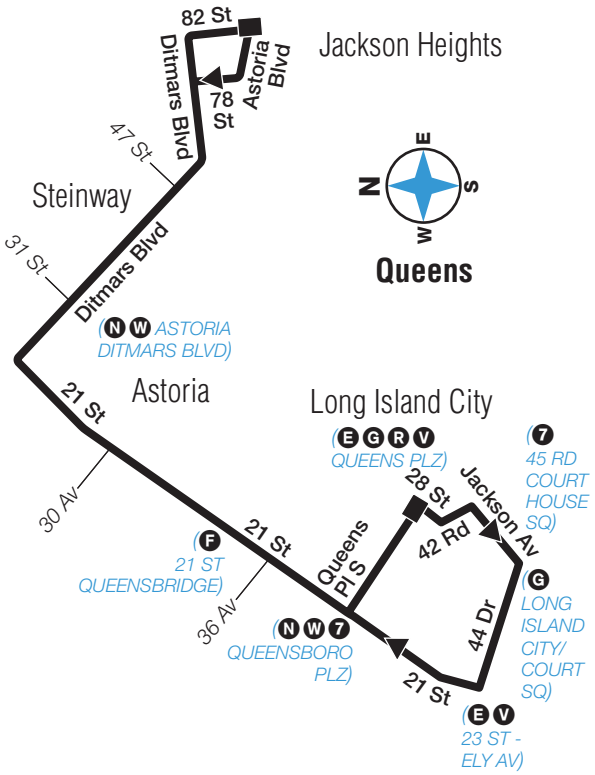 82 St
Jackson Heights
Ditmars Blvd
Astoria
Blvd
78
St
47 St
Steinway
N
E
S
W
Queens
31 St
Ditmars Blvd
(N W ASTORIA
DITMARS BLVD)
21 St
Astoria
Long Island City
(E G R V
QUEENS PLZ)
(7
45 RD
COURT
HOUSE
SQ)
28 St
Jackson Av
42 Rd
30 Av
21 St
Queens
Pl S
(F
21 ST
QUEENSBRIDGE)
36 Av
(N W 7
QUEENSBORO
PLZ)
44 Dr
(G
LONG
ISLAND
CITY/
COURT
SQ)
21 St
(E V
23 ST -
ELY AV)